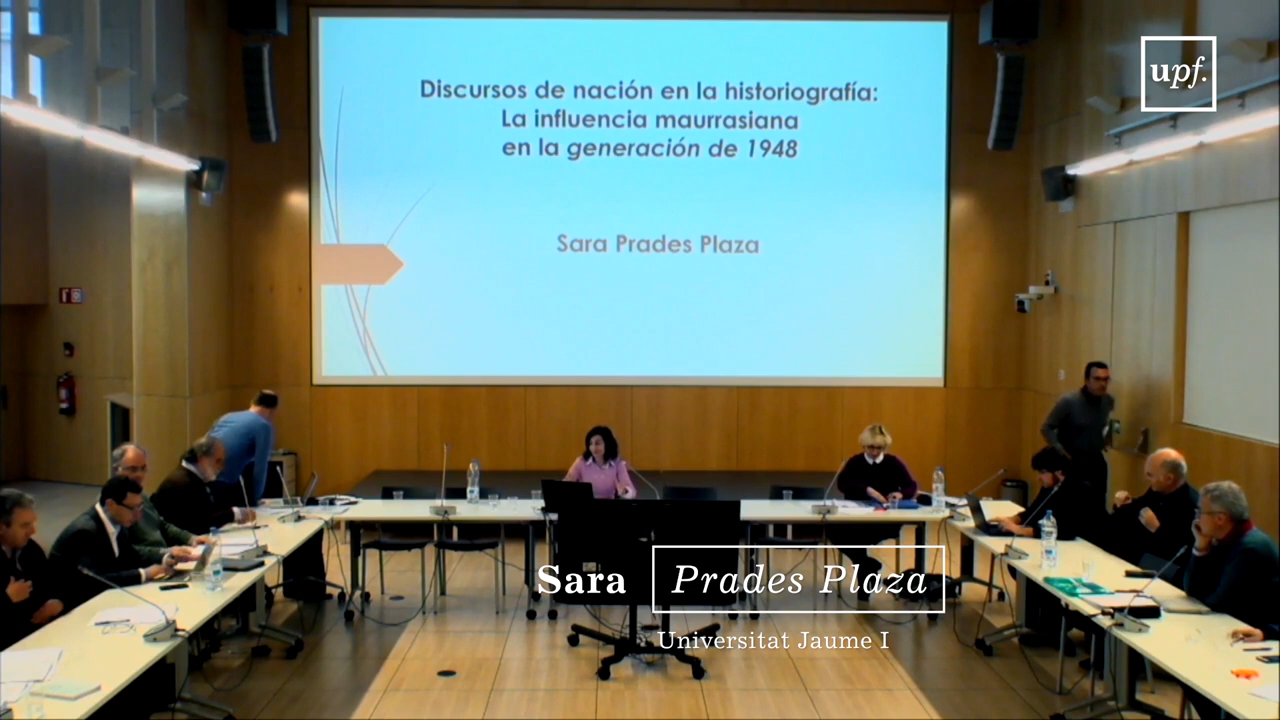 Discursos de nación en la historiografía:
La influencia maurrasiana
en la generación de 1948
Sara Prades Plaza
upf.
Sara Prades Plaza
Universitat Jaume I